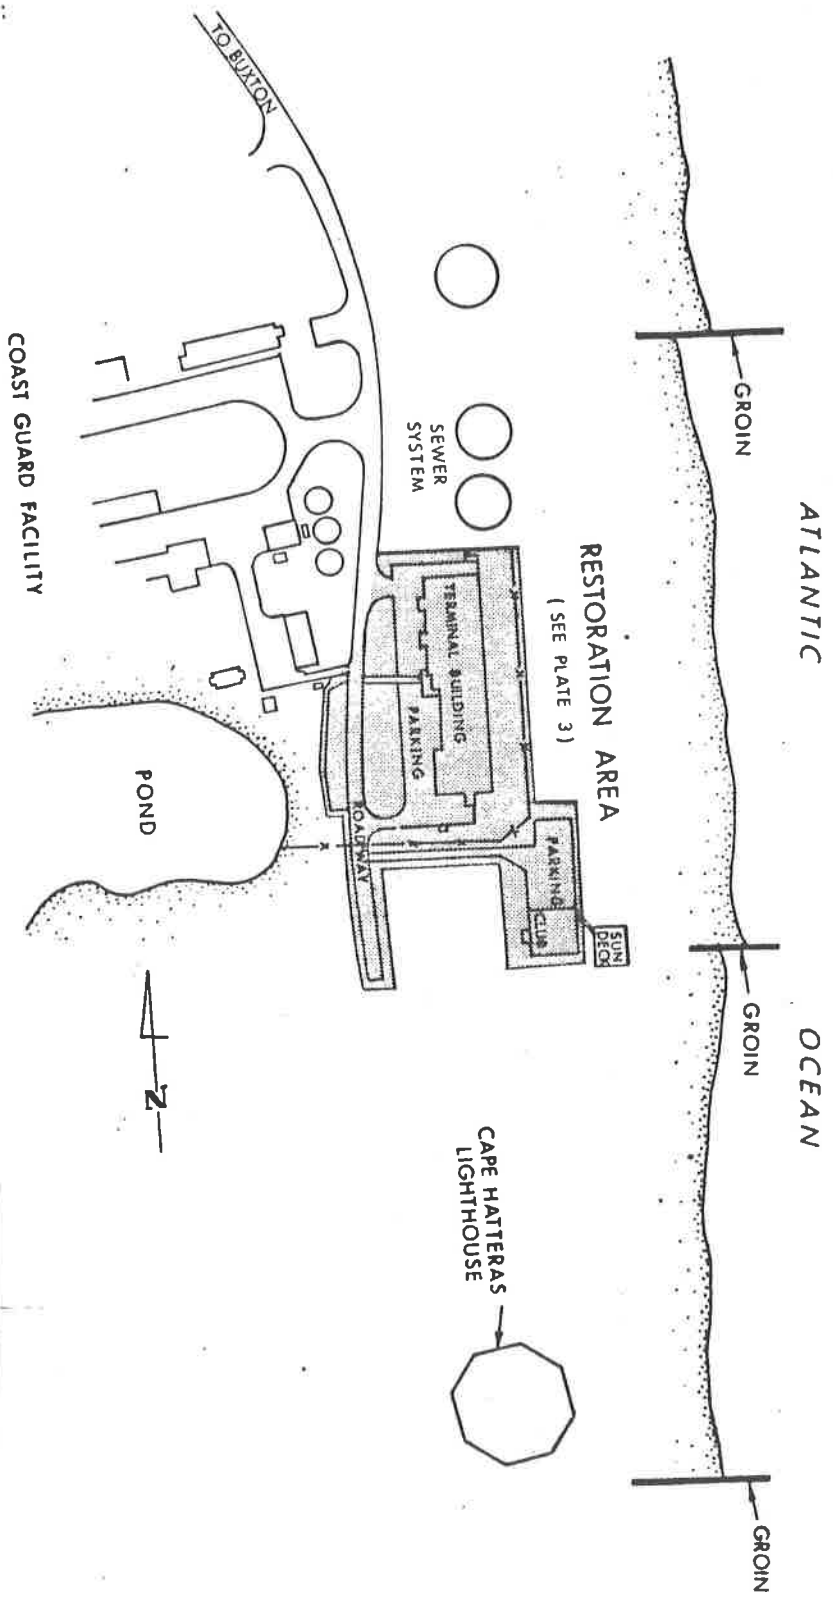 ATLANTIC
OCEAN
GROIN
GROIN
GROIN
RESTORATION AREA
( SEE PLATE 3 )
SUN
DECK
PARKING
CLUB
TERMINAL BUILDING
PARKING
ROADWAY
SEWER
SYSTEM
TO BUXTON
CAPE HATTERAS
LIGHTHOUSE
POND
N
COAST GUARD FACILITY